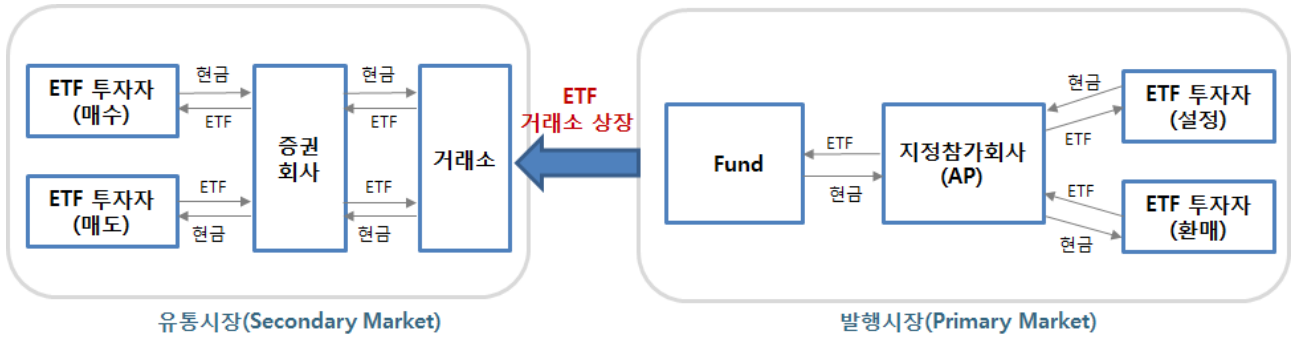 ETF 투자자
(매수)
현금
ETF
증권
회사
현금
ETF
거래소
ETF 투자자
(매도)
ETF
현금
ETF
현금
유통시장(Secondary Market)
ETF
거래소 상장
Fund
ETF
현금
지정참가회사
(AP)
현금
ETF
ETF 투자자
(설정)
ETF
현금
ETF 투자자
(환매)
발행시장(Primary Market)